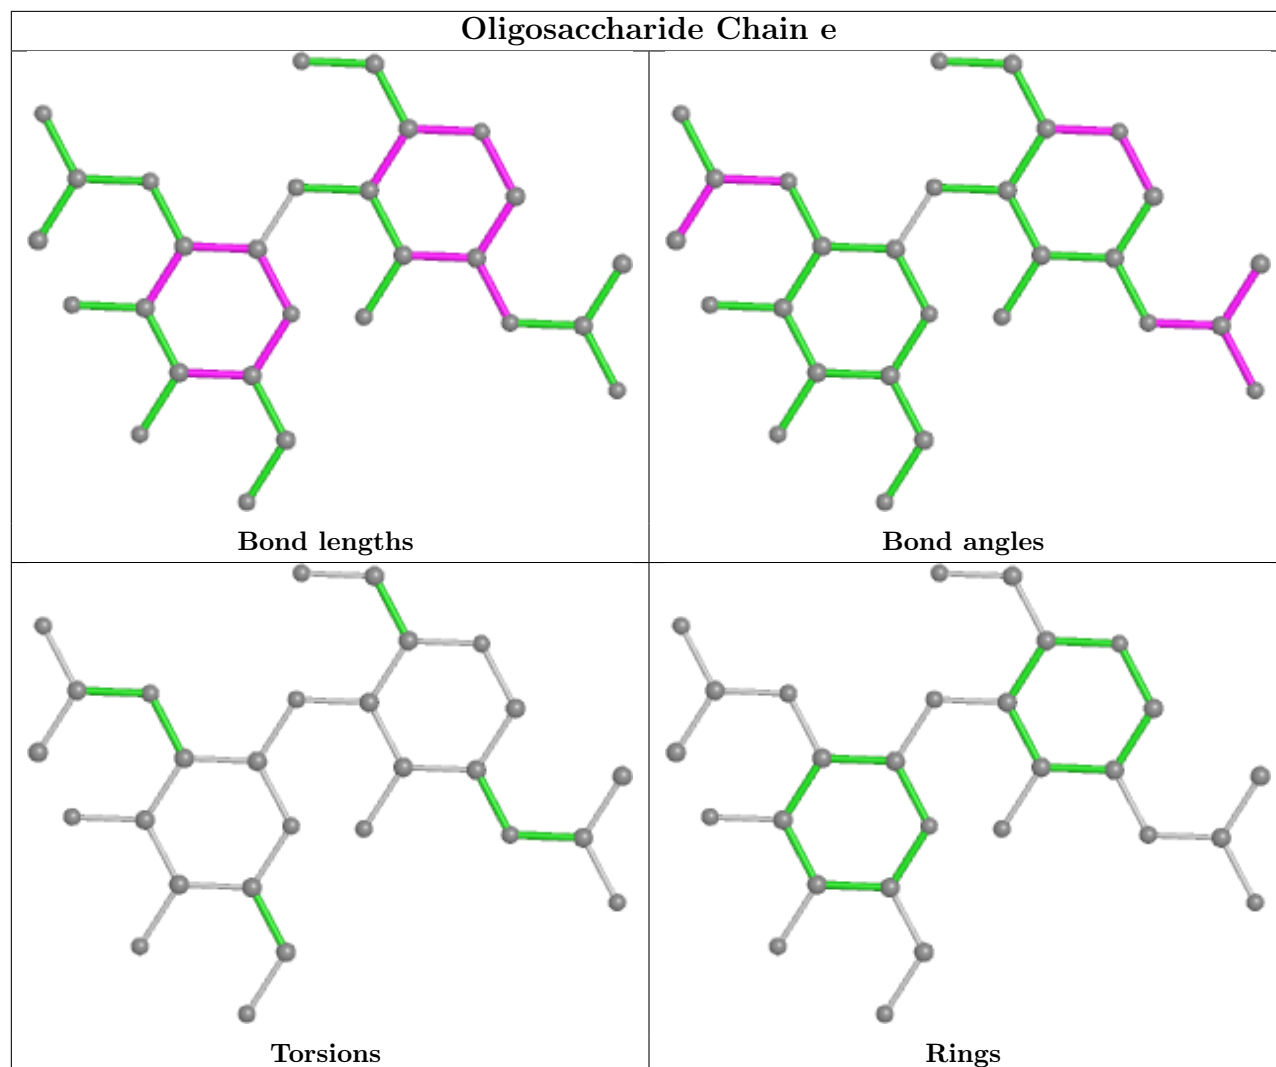 Oligosaccharide Chain e
Bond lengths
Bond angles
Torsions
Rings